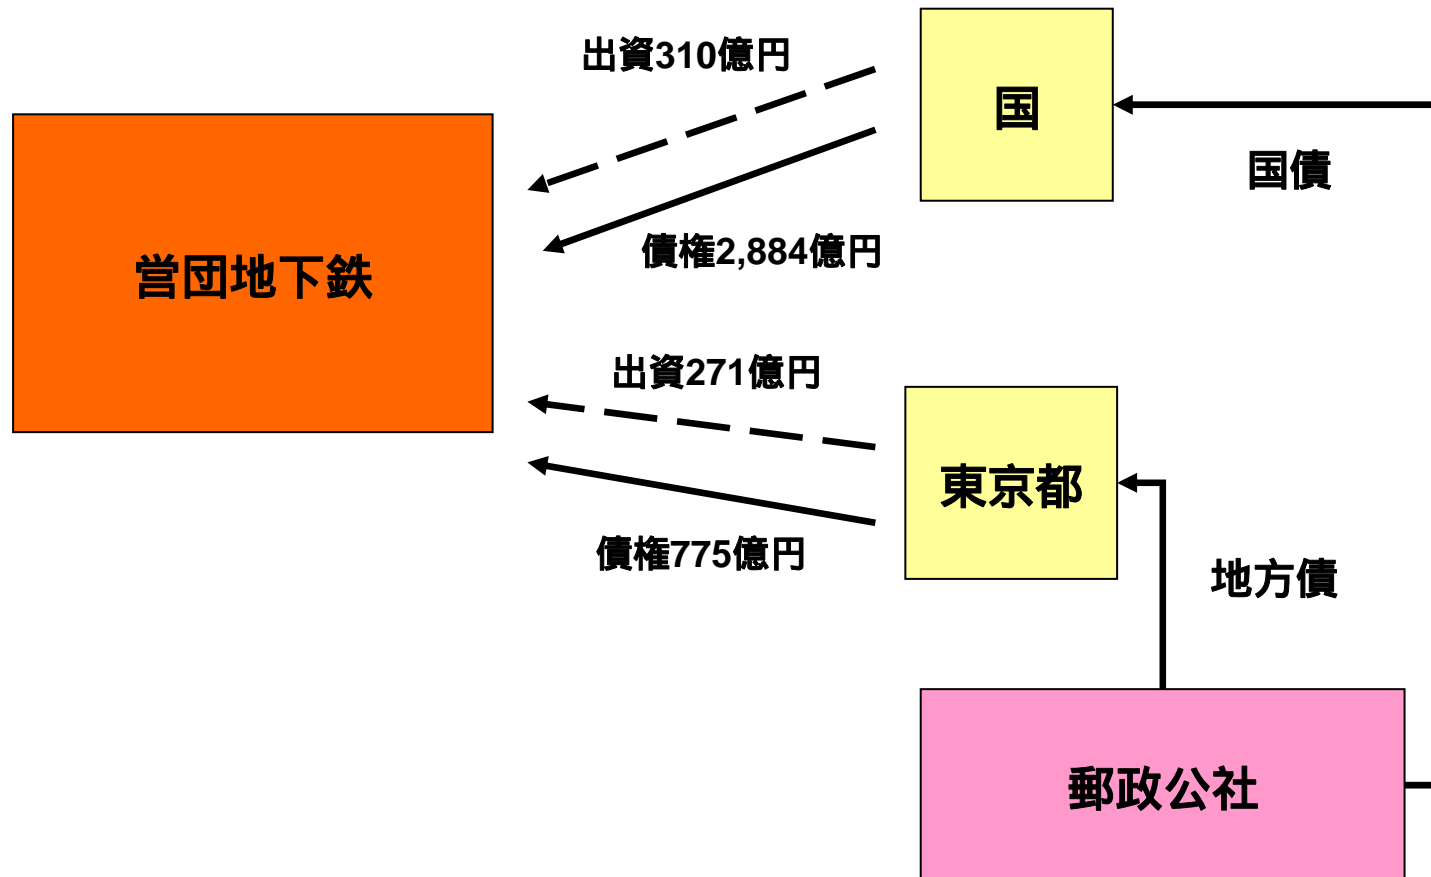 出資310億円
国
国債
債権2,884億円
営団地下鉄
出資271億円
東京都
債権775億円
地方債
郵政公社